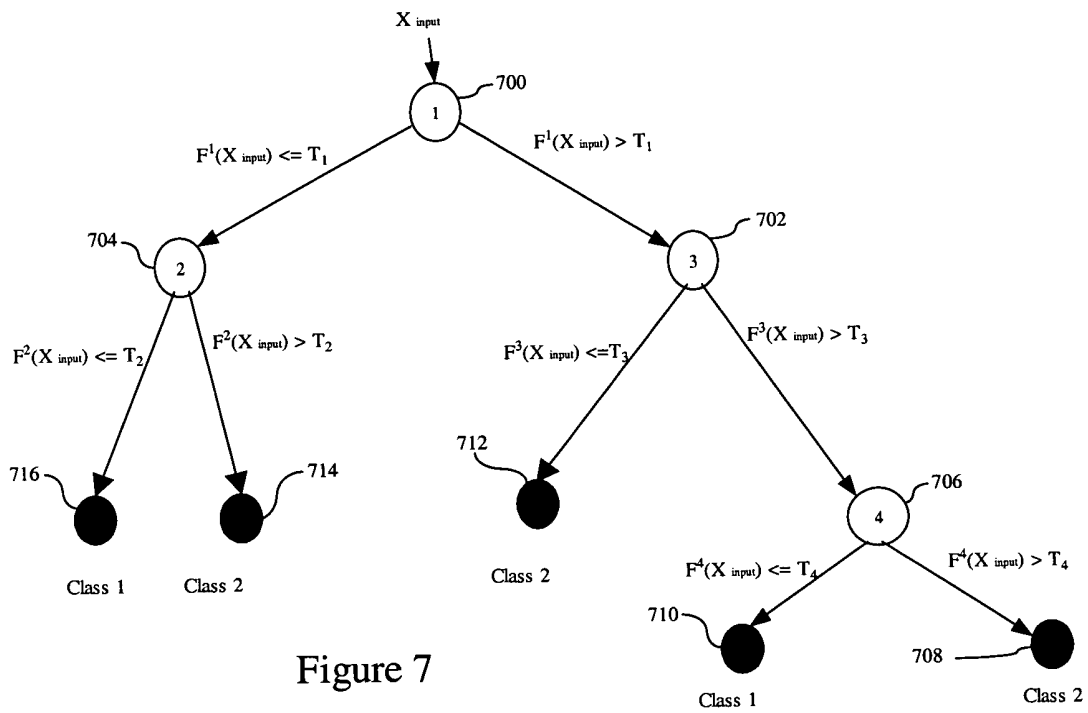 X input
700
1
F¹(X input) <= T₁
F¹(X input) > T₁
704
2
702
3
F²(X input) <= T₂
F²(X input) > T₂
F³(X input) <=T₃
F³(X input) > T₃
716
714
712
706
4
Class 1
Class 2
Class 2
F⁴(X input) <= T₄
F⁴(X input) > T₄
710
708
Figure 7
Class 1
Class 2